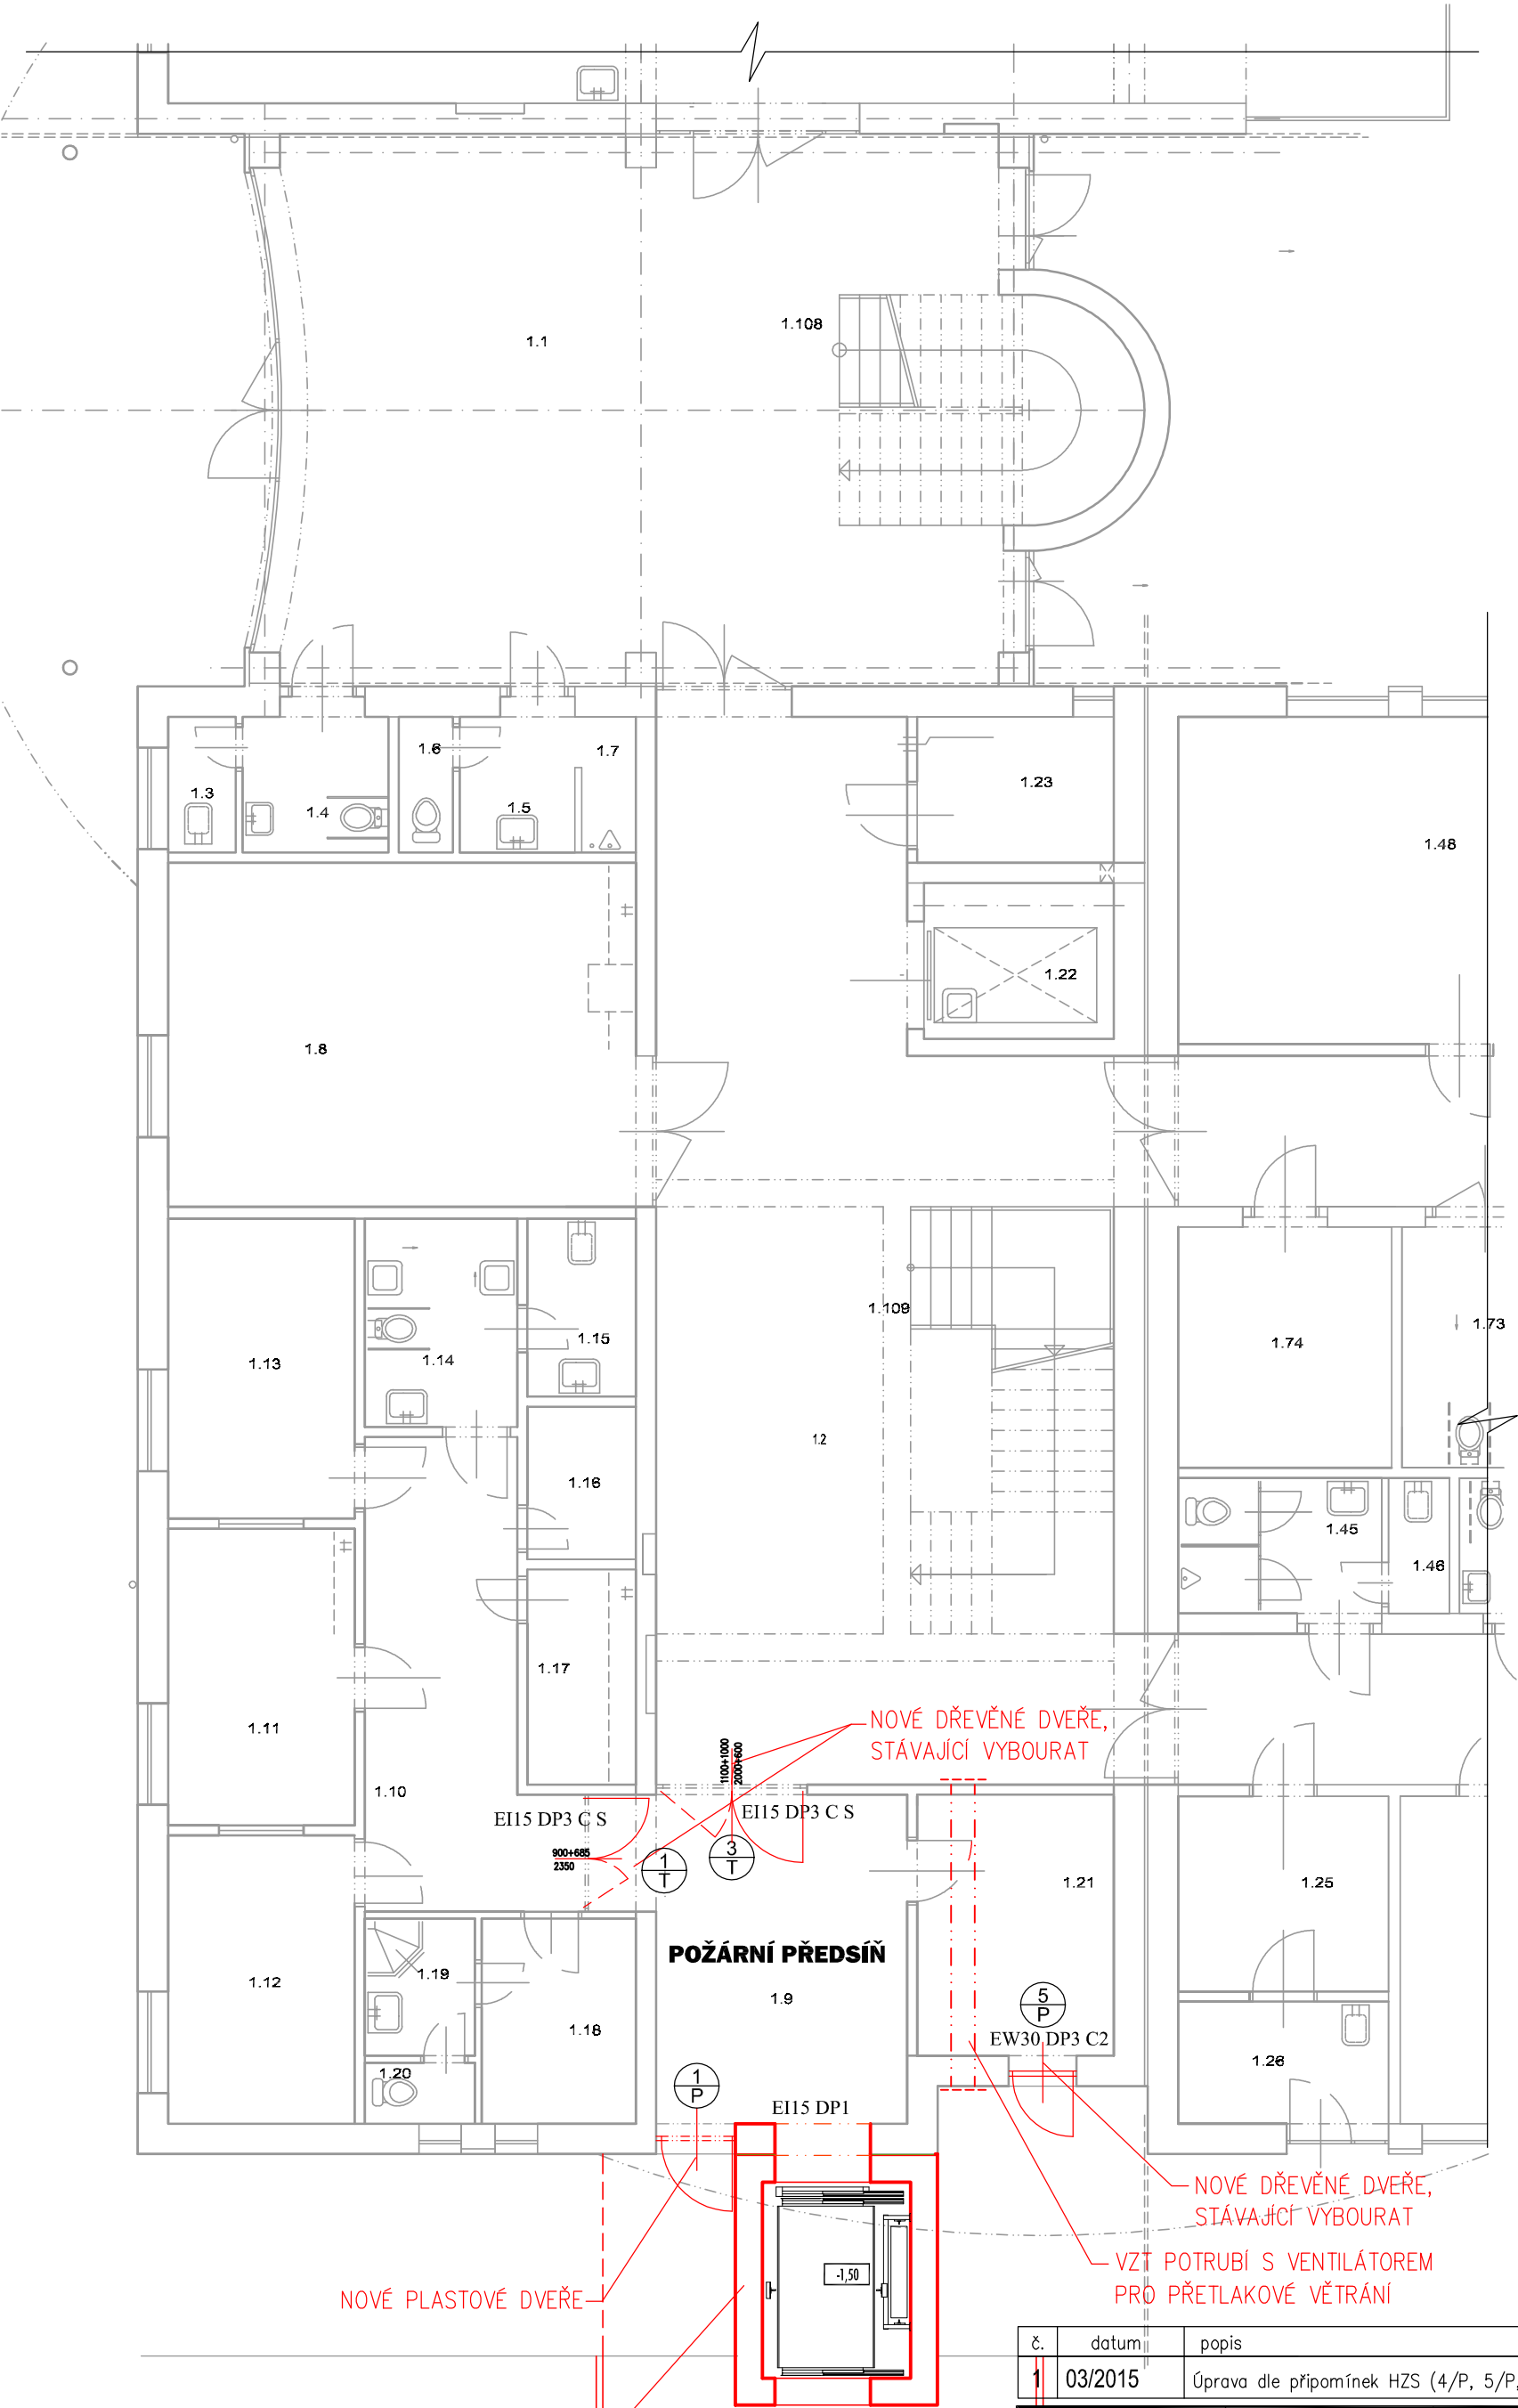 1.1
1.108
1.3
1.4
1.6
1.5
1.7
1.23
1.48
1.22
1.8
1.109
1.13
1.14
1.15
1.74
1.73
1.2
1.16
1.45
1.46
1.17
1.11
1.10
NOVÉ DŘEVĚNÉ DVEŘE,
STÁVAJÍCÍ VYBOURAT
1100+1000
2000+600
EI15 DP3 C S
EI15 DP3 C S
900+685
2350
1
T
3
T
1.21
1.25
POŽÁRNÍ PŘEDSÍŇ
1.9
1.12
1.19
1.18
1.20
5
P
EW30 DP3 C2
1.26
1
P
EI15 DP1
NOVÉ DŘEVĚNÉ DVEŘE,
STÁVAJÍCÍ VYBOURAT
VZT POTRUBÍ S VENTILÁTOREM
PRO PŘETLAKOVÉ VĚTRÁNÍ
-1,50
NOVÉ PLASTOVÉ DVEŘE
č. datum popis
1 03/2015 Úprava dle připomínek HZS (4/P, 5/P,